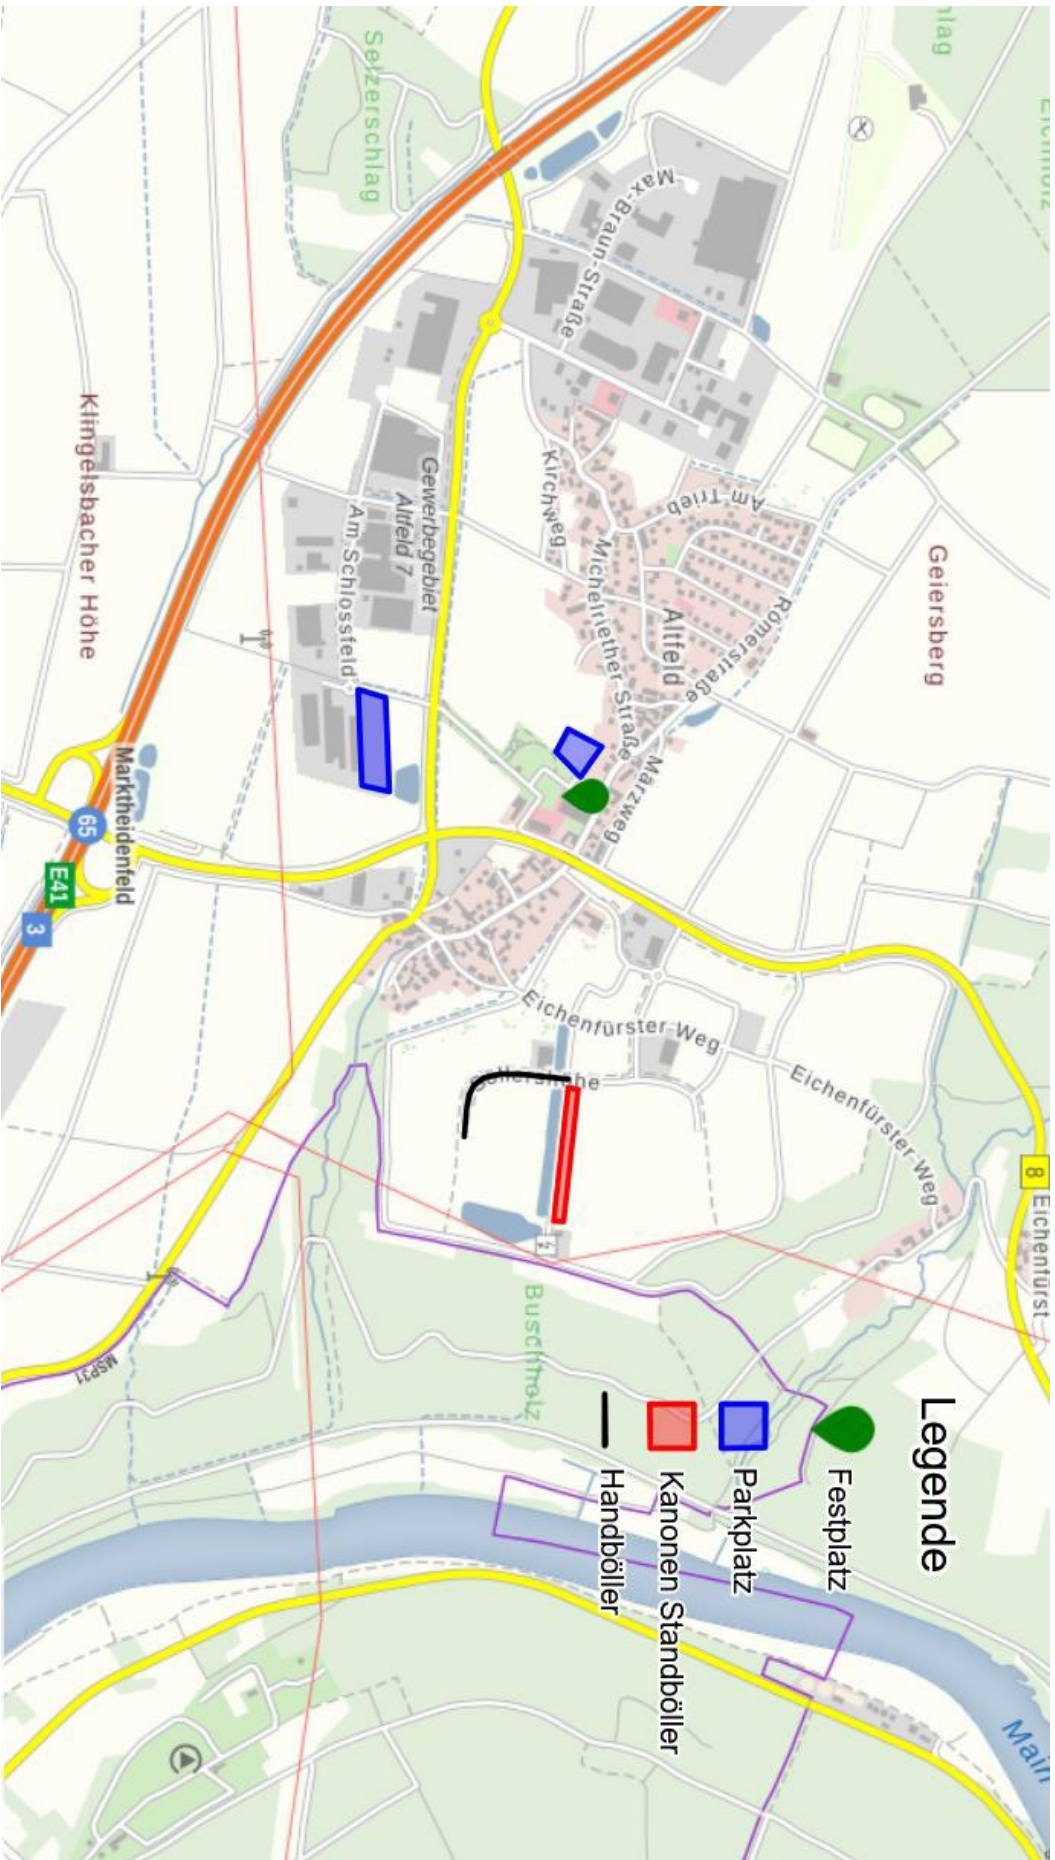 Selzerschlag
hlag
Max-Braun-Straße
Klingelsbacher Höhe
Kirchweg
Am Trieb
Geiersberg
Gewerbegebiet
Altfeld 7
Am Schlossfeld
Michelriether Straße
Altfeld
Römerstraße
Märzweg
Marktheidenfeld
65
E41
3
Eichenfürster-Weg
Eichenfürster-Weg
8
Eichenfürst
Buschholz
MSP31
Main
Legende
Festplatz
Parkplatz
Kanonen Standböller
Handböller